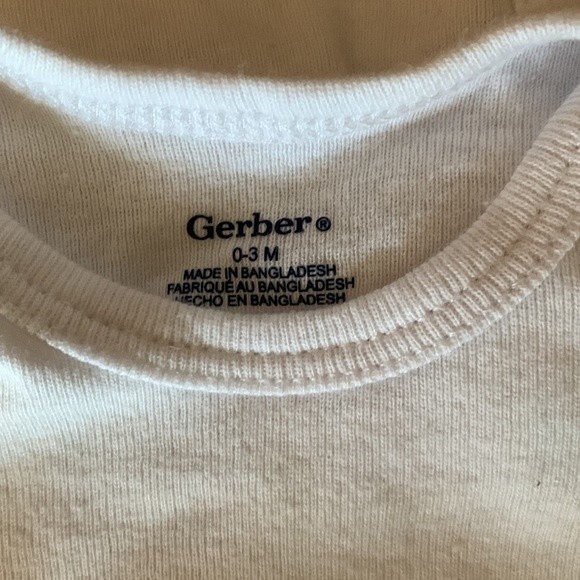 Gerber®
0-3 M
MADE IN BANGLADESH
FABRIQUÉ AU BANGLADESH
HECHO EN BANGLADESH